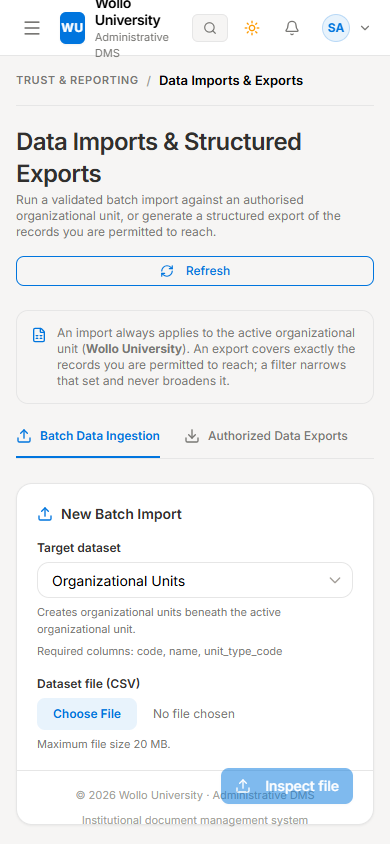 Wollo
University
WU
Administrative
DMS
SA
TRUST & REPORTING / Data Imports & Exports
Data Imports & Structured
Exports
Run a validated batch import against an authorised
organizational unit, or generate a structured export of the
records you are permitted to reach.
Refresh
An import always applies to the active organizational
unit (Wollo University). An export covers exactly the
records you are permitted to reach; a filter narrows
that set and never broadens it.
Batch Data Ingestion
Authorized Data Exports
New Batch Import
Target dataset
Organizational Units
Creates organizational units beneath the active
organizational unit.
Required columns: code, name, unit_type_code
Dataset file (CSV)
Choose File No file chosen
Maximum file size 20 MB.
Inspect file
© 2026 Wollo University · Administrative DMS
Institutional document management system